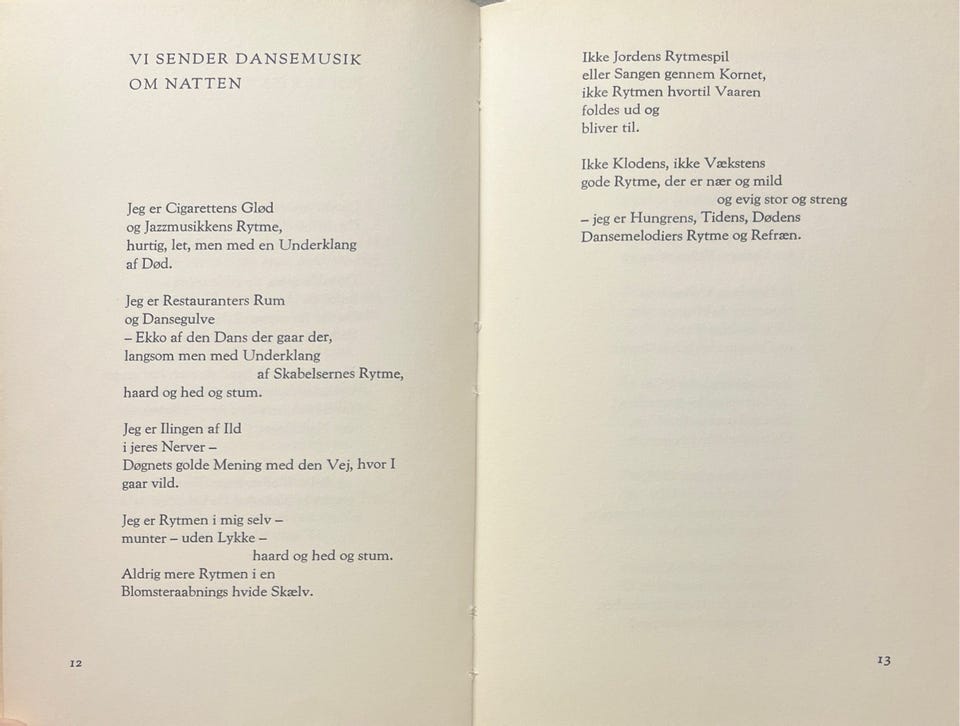 VI SENDER DANSEMUSIK
OM NATTEN
Jeg er Cigarettens Glød
og Jazzmusikkens Rytme,
hurtig, let, men med en Underklang
af Død.
Jeg er Restauranters Rum
og Dansegulve
– Ekko af den Dans der gaar der,
langsom men med Underklang
af Skabelsernes Rytme,
haard og hed og stum.
Jeg er Ilingen af Ild
i jeres Nerver –
Døgnets golde Mening med den Vej, hvor I
gaar vild.
Jeg er Rytmen i mig selv –
munter – uden Lykke –
haard og hed og stum.
Aldrig mere Rytmen i en
Blomsteraabnings hvide Skælv.
12
Ikke Jordens Rytmespil
eller Sangen gennem Kornet,
ikke Rytmen hvortil Vaaren
foldes ud og
bliver til.
Ikke Klodens, ikke Vækstens
gode Rytme, der er nær og mild
og evig stor og streng
– jeg er Hungrens, Tidens, Dødens
Dansemelodiers Rytme og Refræn.
13